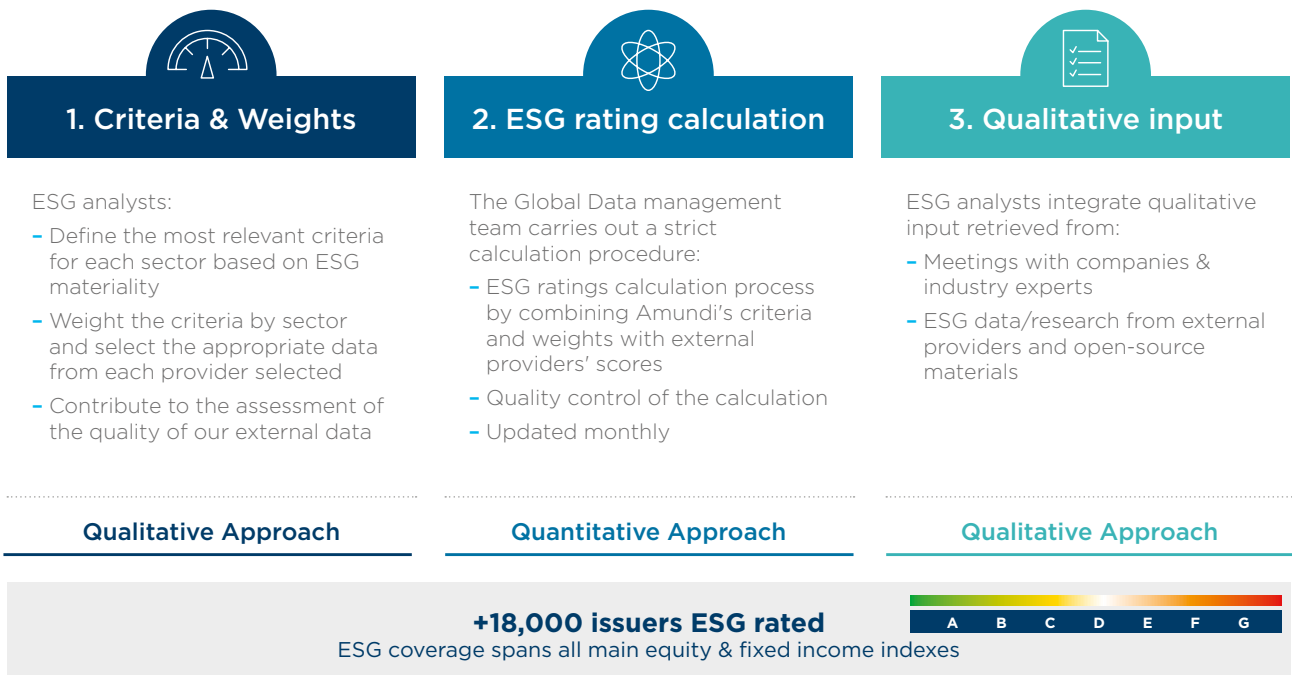 1. Criteria & Weights
ESG analysts:
– Define the most relevant criteria
for each sector based on ESG
materiality
– Weight the criteria by sector
and select the appropriate data
from each provider selected
– Contribute to the assessment of
the quality of our external data
Qualitative Approach
2. ESG rating calculation
The Global Data management
team carries out a strict
calculation procedure:
– ESG ratings calculation process
by combining Amundi's criteria
and weights with external
providers' scores
– Quality control of the calculation
– Updated monthly
Quantitative Approach
3. Qualitative input
ESG analysts integrate qualitative
input retrieved from:
– Meetings with companies &
industry experts
– ESG data/research from external
providers and open-source
materials
Qualitative Approach
+18,000 issuers ESG rated
ESG coverage spans all main equity & fixed income indexes
A B C D E F G